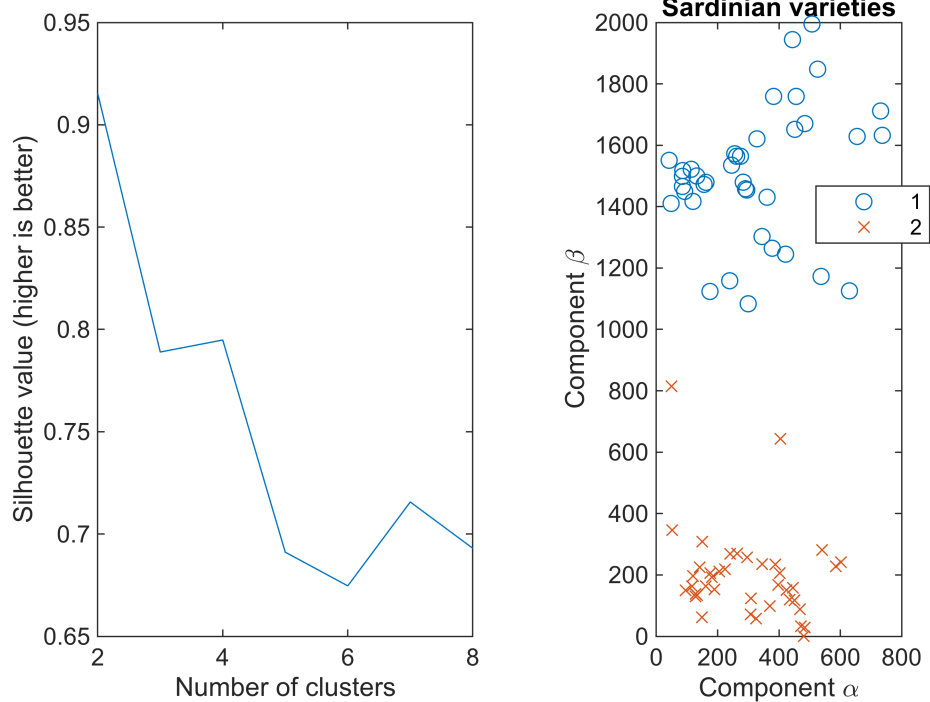 0.95
0.9
0.85
0.8
0.75
0.7
0.65
2 4 6 8
Silhouette value (higher is better)
Number of clusters
Sardinian varieties
2000
1800
1600
1400
1200
1000
800
600
400
200
0
0 200 400 600 800
Component β
Component α
1
2